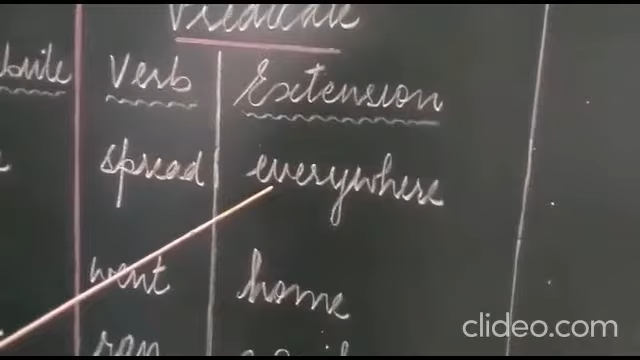 Predicate
Verb Extension
spread everywhere
went home
ran
clideo.com